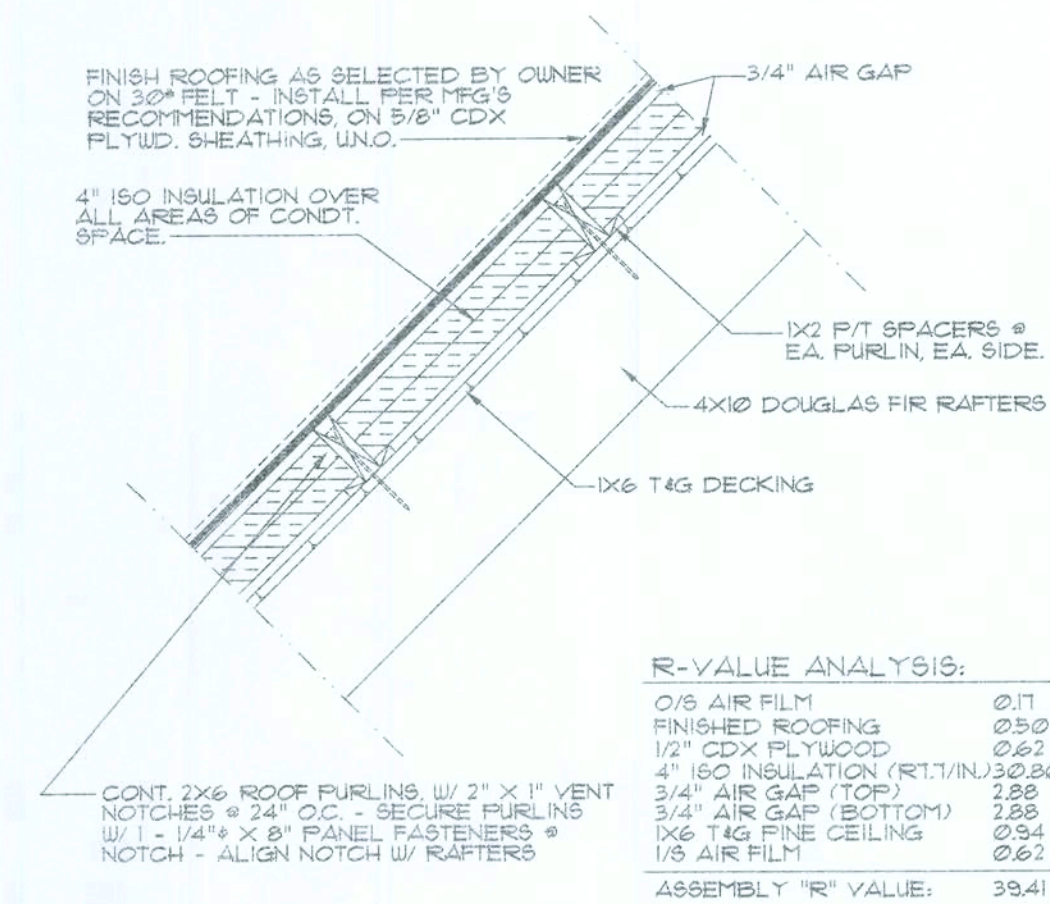 FINISH ROOFING AS SELECTED BY OWNER
ON 30# FELT - INSTALL PER MFG'S
RECOMMENDATIONS, ON 5/8" CDX
PLYWD. SHEATHING, U.N.O.
3/4" AIR GAP
4" ISO INSULATION OVER
ALL AREAS OF CONDT.
SPACE.
1X2 P/T SPACERS @
EA. PURLIN, EA. SIDE.
4X10 DOUGLAS FIR RAFTERS
1X6 T&G DECKING
CONT. 2X6 ROOF PURLINS, W/ 2" X 1" VENT
NOTCHES @ 24" O.C. - SECURE PURLINS
W/ 1 - 1/4"φ X 8" PANEL FASTENERS @
NOTCH - ALIGN NOTCH W/ RAFTERS
R-VALUE ANALYSIS:
O/S AIR FILM 0.17
FINISHED ROOFING 0.50
1/2" CDX PLYWOOD 0.62
4" ISO INSULATION (R7.7/IN.) 30.80
3/4" AIR GAP (TOP) 2.88
3/4" AIR GAP (BOTTOM) 2.88
1X6 T&G PINE CEILING 0.94
I/S AIR FILM 0.62
ASSEMBLY "R" VALUE: 39.41